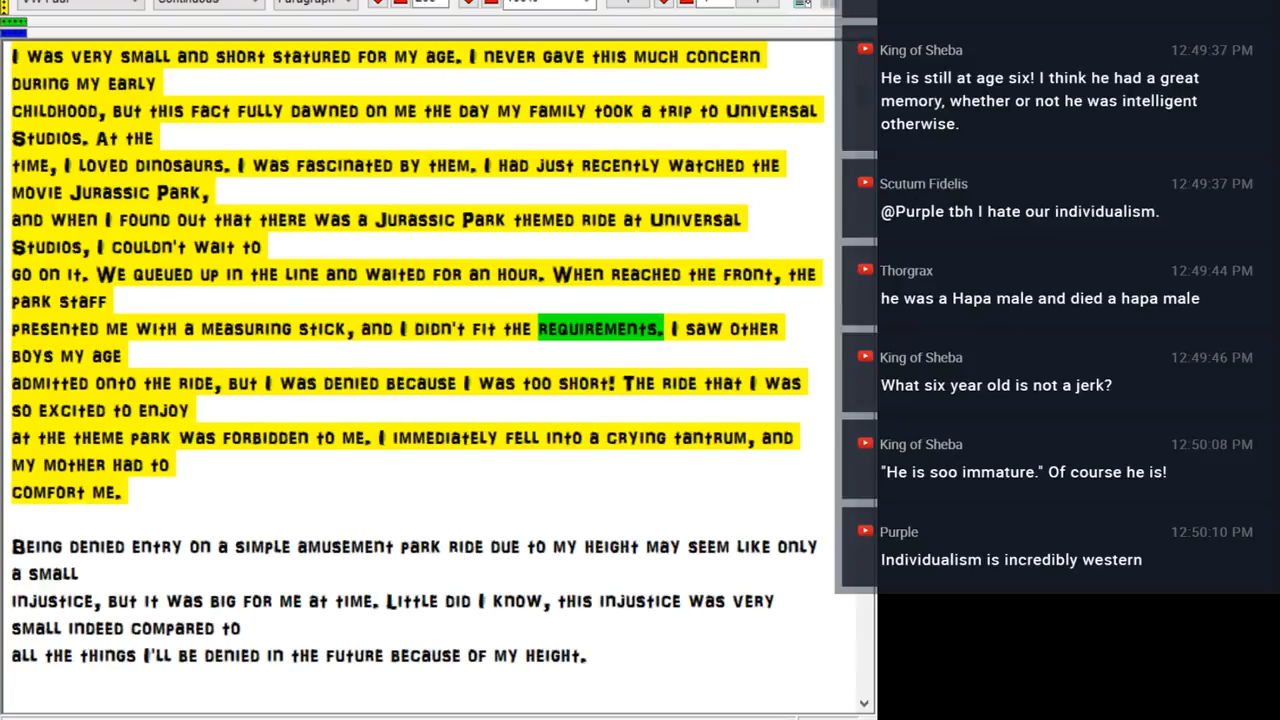 I was very small and short statured for my age. I never gave this much concern
during my early
childhood, but this fact fully dawned on me the day my family took a trip to Universal
Studios. At the
time, I loved dinosaurs. I was fascinated by them. I had just recently watched the
movie Jurassic Park,
and when I found out that there was a Jurassic Park themed ride at Universal
Studios, I couldn't wait to
go on it. We queued up in the line and waited for an hour. When reached the front, the
park staff
presented me with a measuring stick, and I didn't fit the requirements. I saw other
boys my age
admitted onto the ride, but I was denied because I was too short! The ride that I was
so excited to enjoy
at the theme park was forbidden to me. I immediately fell into a crying tantrum, and
my mother had to
comfort me.
Being denied entry on a simple amusement park ride due to my height may seem like only
a small
injustice, but it was big for me at time. Little did I know, this injustice was very
small indeed compared to
all the things I'll be denied in the future because of my height.
King of Sheba 12:49:37 PM
He is still at age six! I think he had a great
memory, whether or not he was intelligent
otherwise.
Scutum Fidelis 12:49:37 PM
@Purple tbh I hate our individualism.
Thorgrax 12:49:44 PM
he was a Hapa male and died a hapa male
King of Sheba 12:49:46 PM
What six year old is not a jerk?
King of Sheba 12:50:08 PM
"He is soo immature." Of course he is!
Purple 12:50:10 PM
Individualism is incredibly western